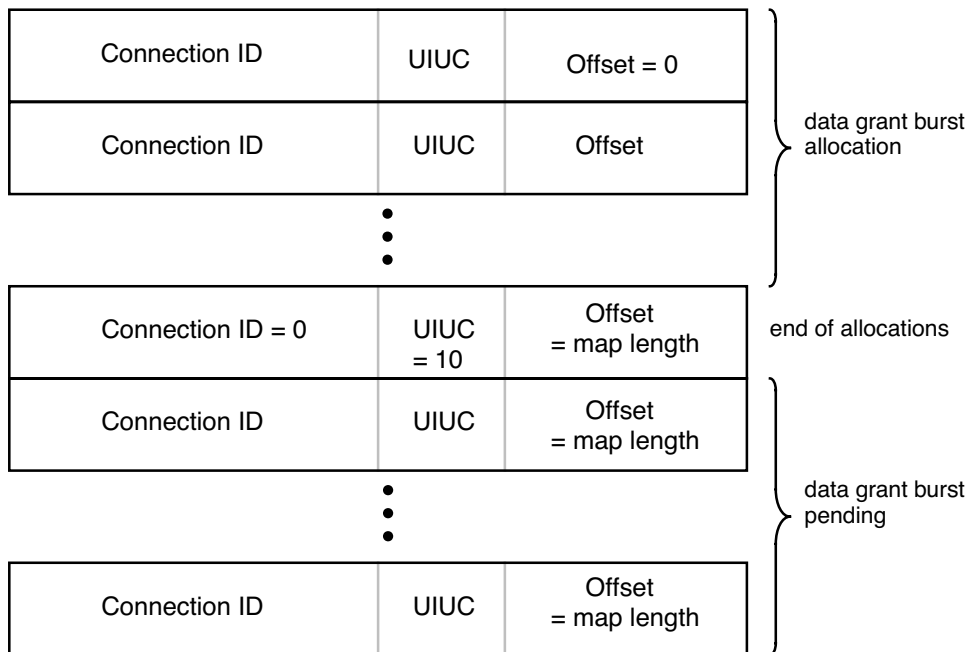 Connection ID UIUC Offset = 0
Connection ID UIUC Offset
data grant burst
allocation
Connection ID = 0
UIUC
= 10
Offset
= map length
end of allocations
Connection ID
UIUC
Offset
= map length
data grant burst
pending
Connection ID
UIUC
Offset
= map length